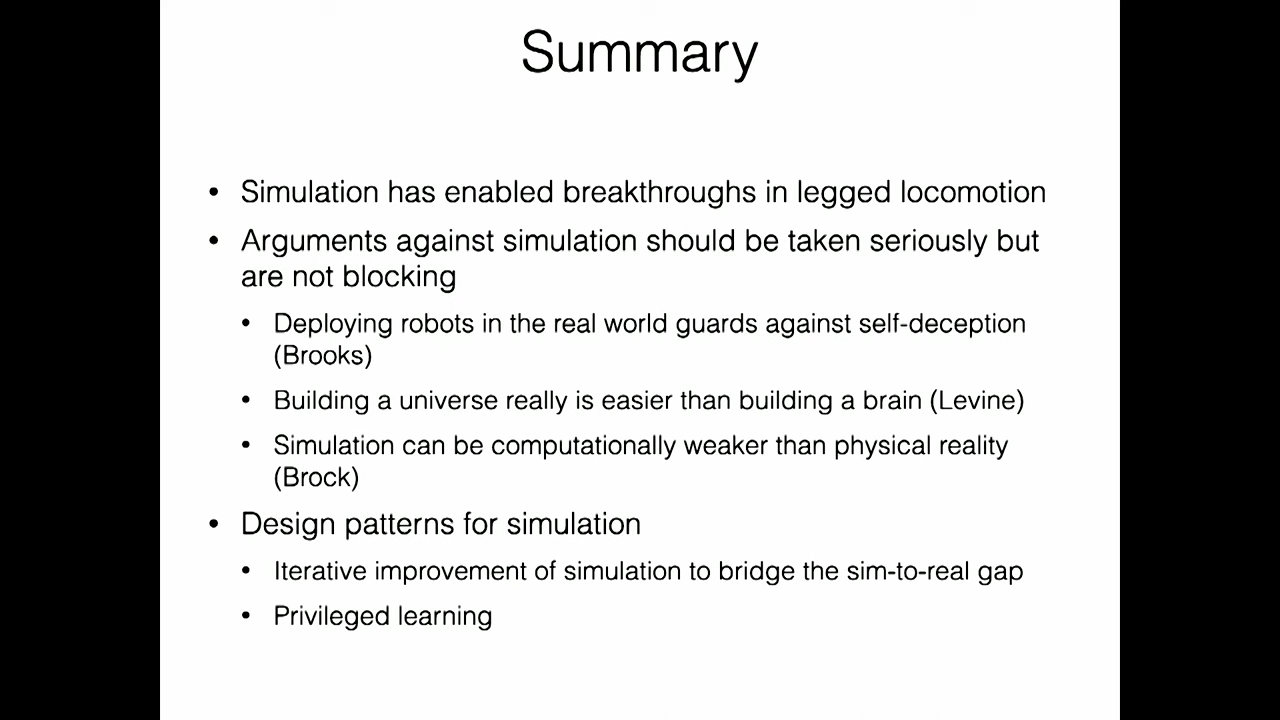 Summary
• Simulation has enabled breakthroughs in legged locomotion
• Arguments against simulation should be taken seriously but
are not blocking
• Deploying robots in the real world guards against self-deception
(Brooks)
• Building a universe really is easier than building a brain (Levine)
• Simulation can be computationally weaker than physical reality
(Brock)
• Design patterns for simulation
• Iterative improvement of simulation to bridge the sim-to-real gap
• Privileged learning